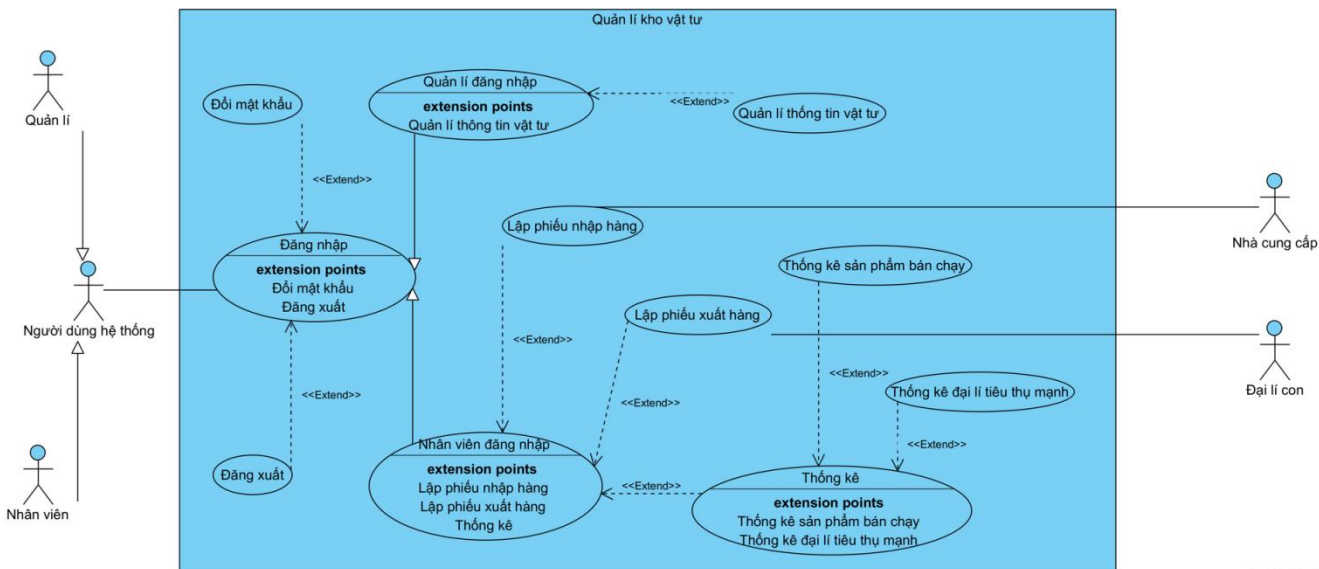 Quản lí kho vật tư
Quản lí
Đổi mật khẩu
Quản lí đăng nhập
extension points
Quản lí thông tin vật tư
<<Extend>>
Quản lí thống tin vật tư
<<Extend>>
Lập phiếu nhập hàng
Nhà cung cấp
Đăng nhập
extension points
Đổi mật khẩu
Đăng xuất
Người dùng hệ thống
Thống kê sản phẩm bán chạy
Lập phiếu xuất hàng
<<Extend>>
<<Extend>>
<<Extend>>
<<Extend>>
Thống kê đại lí tiêu thụ mạnh
Đại lí con
<<Extend>>
Đăng xuất
Nhân viên
Nhân viên đăng nhập
extension points
Lập phiếu nhập hàng
Lập phiếu xuất hàng
Thống kê
<<Extend>>
Thống kê
extension points
Thống kê sản phẩm bán chạy
Thống kê đại lí tiêu thụ mạnh